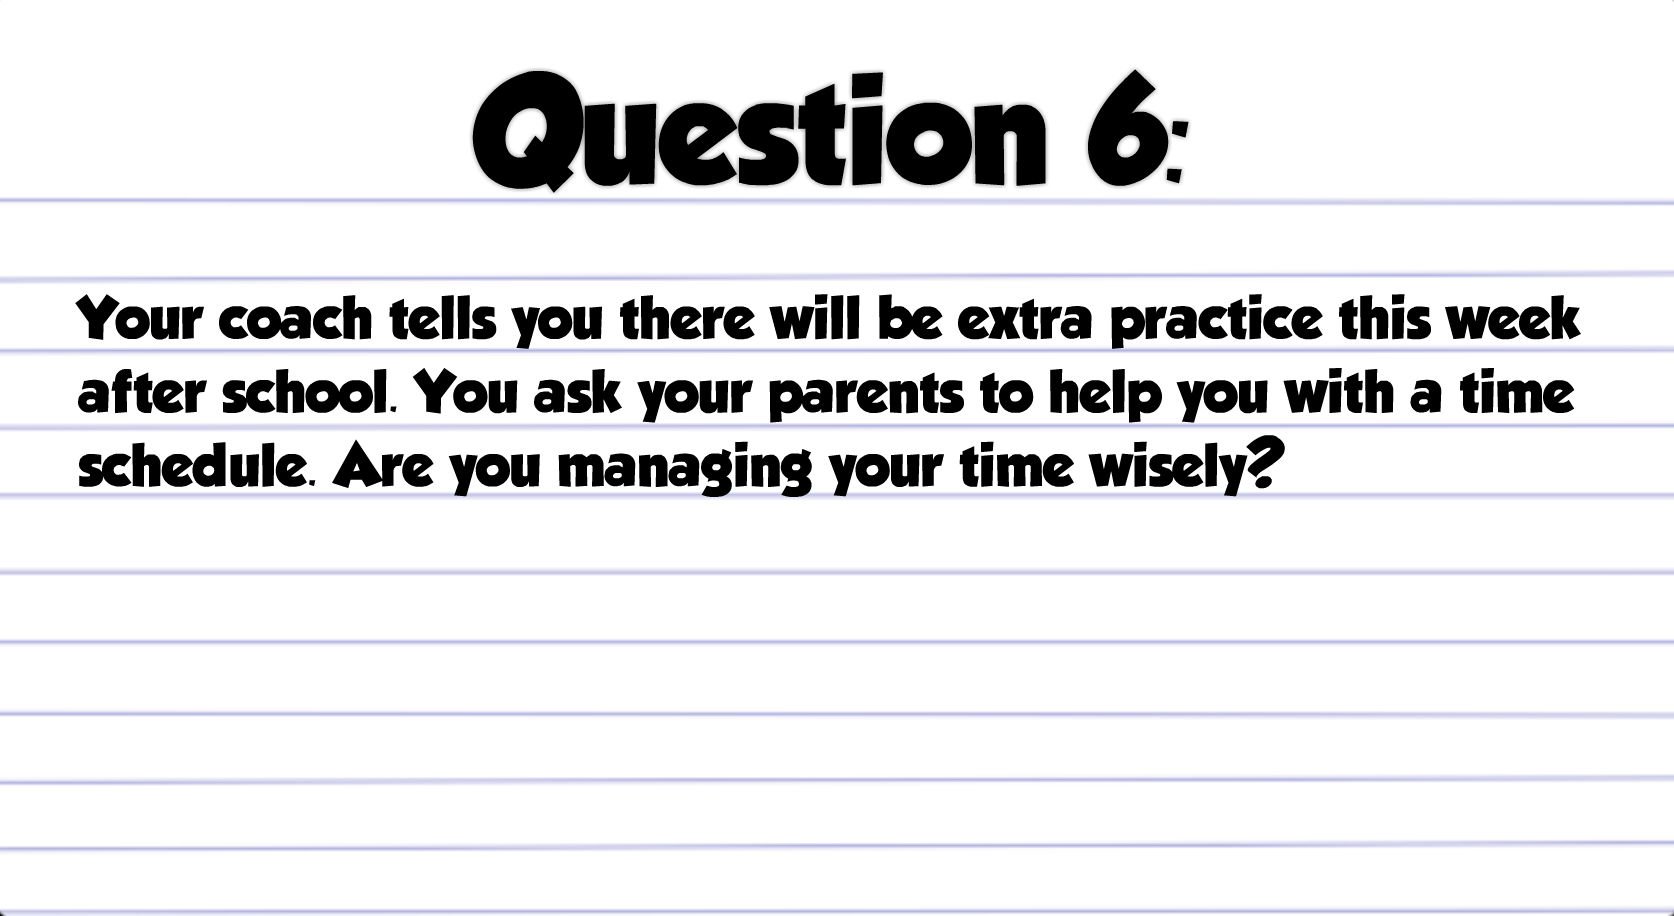 Question 6:
Your coach tells you there will be extra practice this week
after school. You ask your parents to help you with a time
schedule. Are you managing your time wisely?